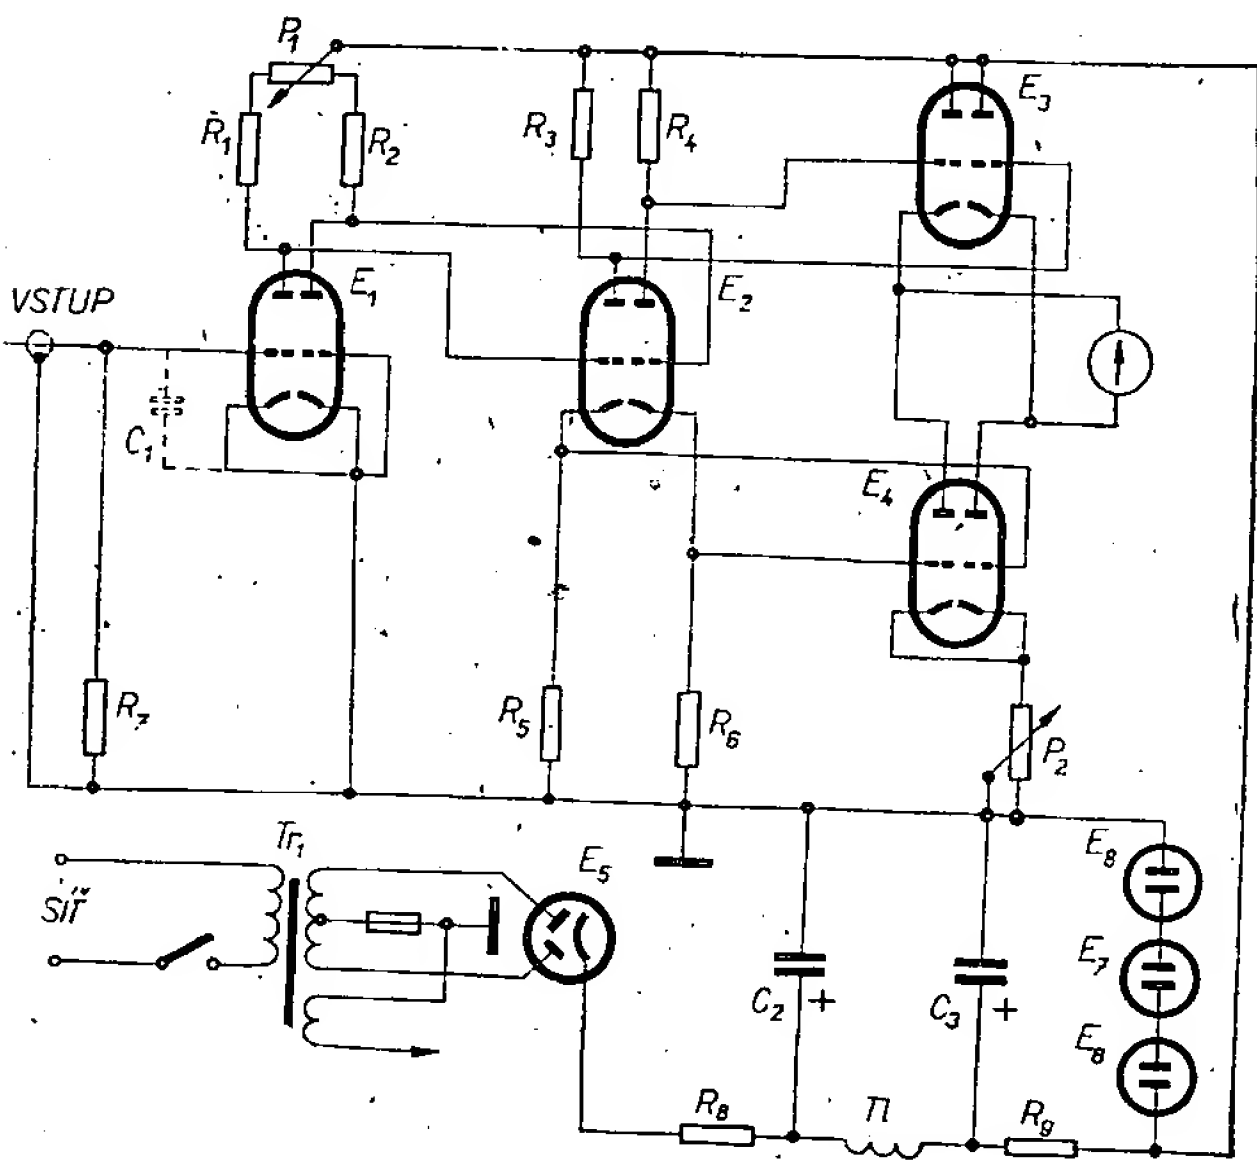 P₁
R₁
R₂
R₃
R₄
E₃
VSTUP
E₁
E₂
C₁
E₄
R₇
R₅
R₆
P₂
Tr₁
E₅
E₈
SÍŤ
C₂ +
C₃ +
E₇
E₈
R₈
Tl
R₉